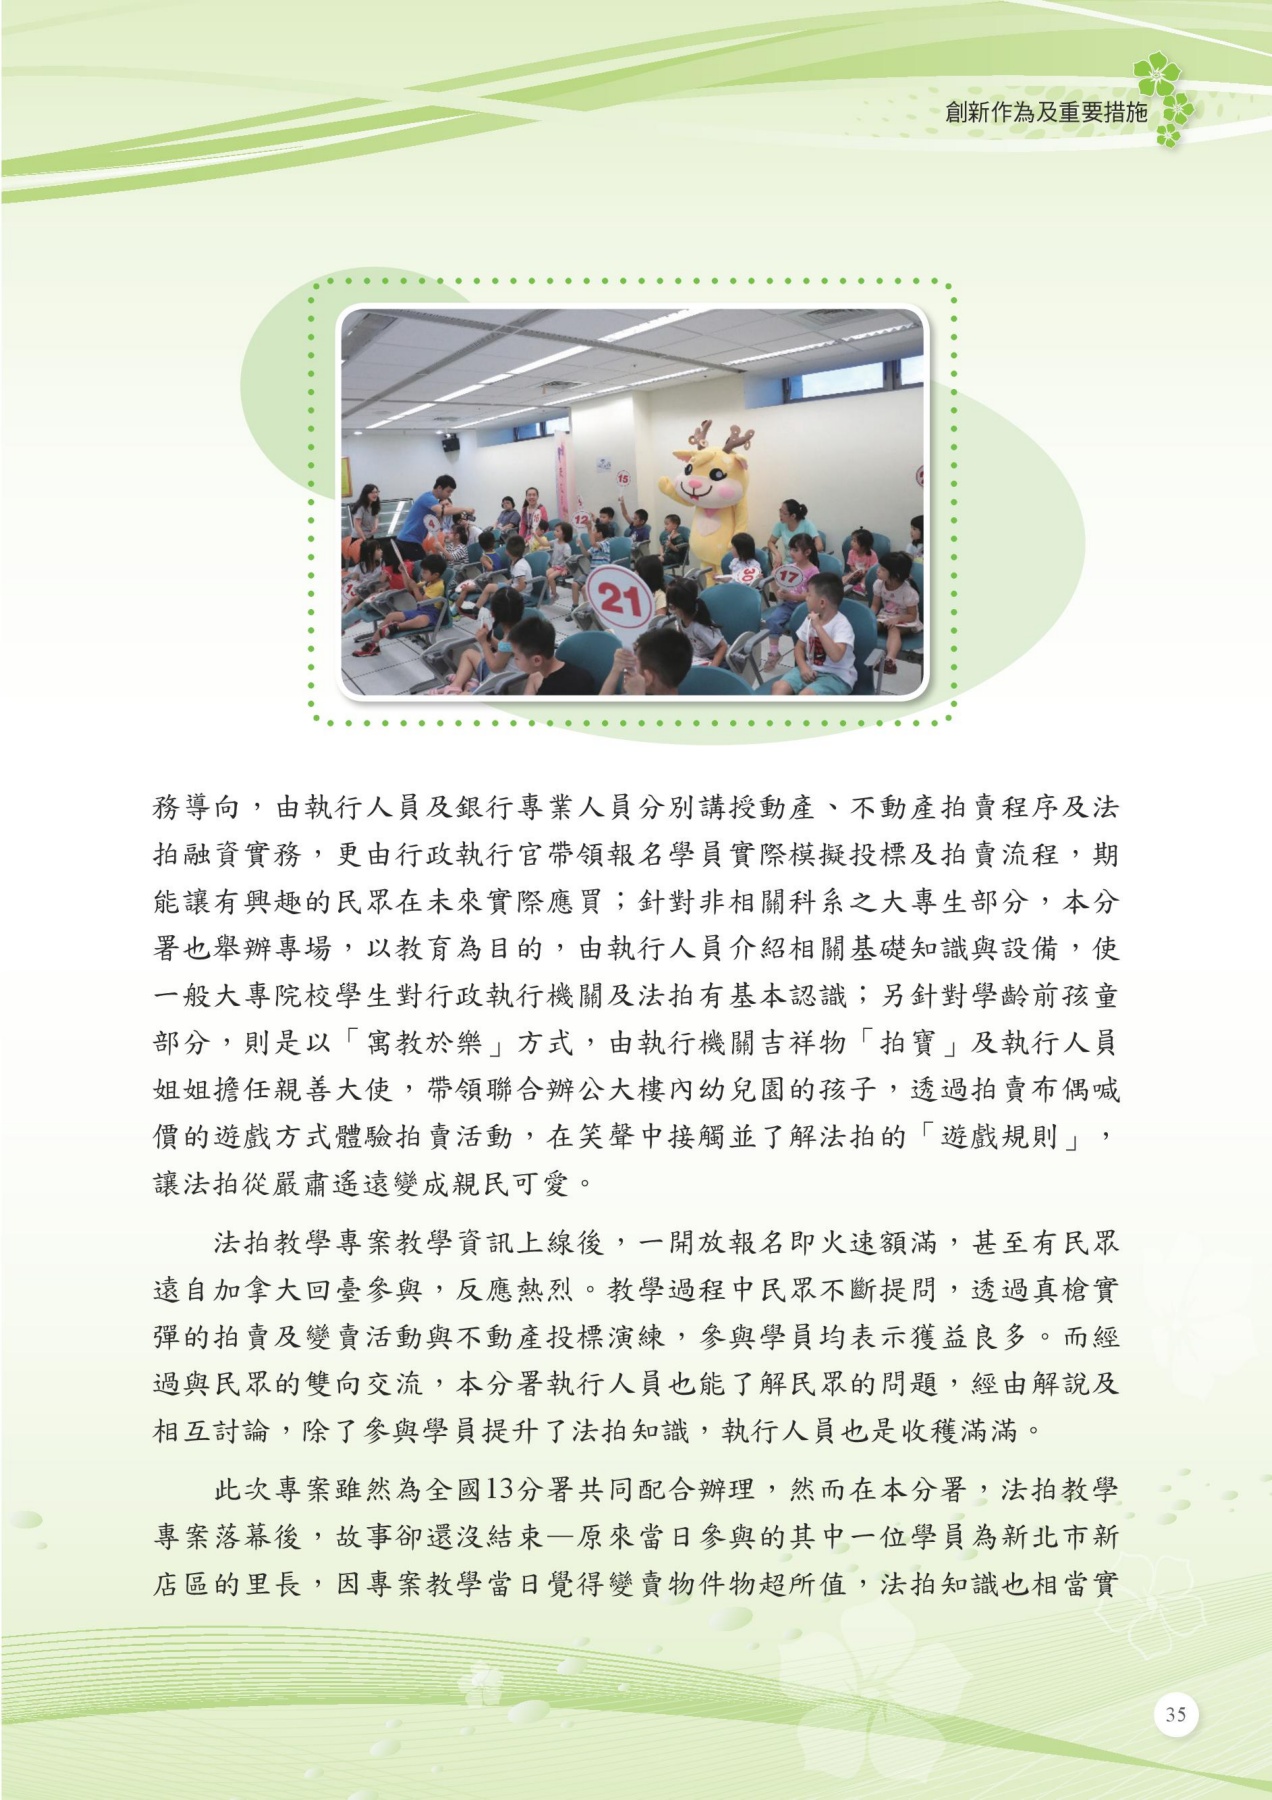 創新作為及重要措施
15
4
12
30
17
21
務導向，由執行人員及銀行專業人員分別講授動產、不動產拍賣程序及法
拍融資實務，更由行政執行官帶領報名學員實際模擬投標及拍賣流程，期
能讓有興趣的民眾在未來實際應買；針對非相關科系之大專生部分，本分
署也舉辦專場，以教育為目的，由執行人員介紹相關基礎知識與設備，使
一般大專院校學生對行政執行機關及法拍有基本認識；另針對學齡前孩童
部分，則是以「寓教於樂」方式，由執行機關吉祥物「拍寶」及執行人員
姐姐擔任親善大使，帶領聯合辦公大樓內幼兒園的孩子，透過拍賣布偶喊
價的遊戲方式體驗拍賣活動，在笑聲中接觸並了解法拍的「遊戲規則」，
讓法拍從嚴肅遙遠變成親民可愛。
法拍教學專案教學資訊上線後，一開放報名即火速額滿，甚至有民眾
遠自加拿大回臺參與，反應熱烈。教學過程中民眾不斷提問，透過真槍實
彈的拍賣及變賣活動與不動產投標演練，參與學員均表示獲益良多。而經
過與民眾的雙向交流，本分署執行人員也能了解民眾的問題，經由解說及
相互討論，除了參與學員提升了法拍知識，執行人員也是收穫滿滿。
此次專案雖然為全國13分署共同配合辦理，然而在本分署，法拍教學
專案落幕後，故事卻還沒結束—原來當日參與的其中一位學員為新北市新
店區的里長，因專案教學當日覺得變賣物件物超所值，法拍知識也相當實
35